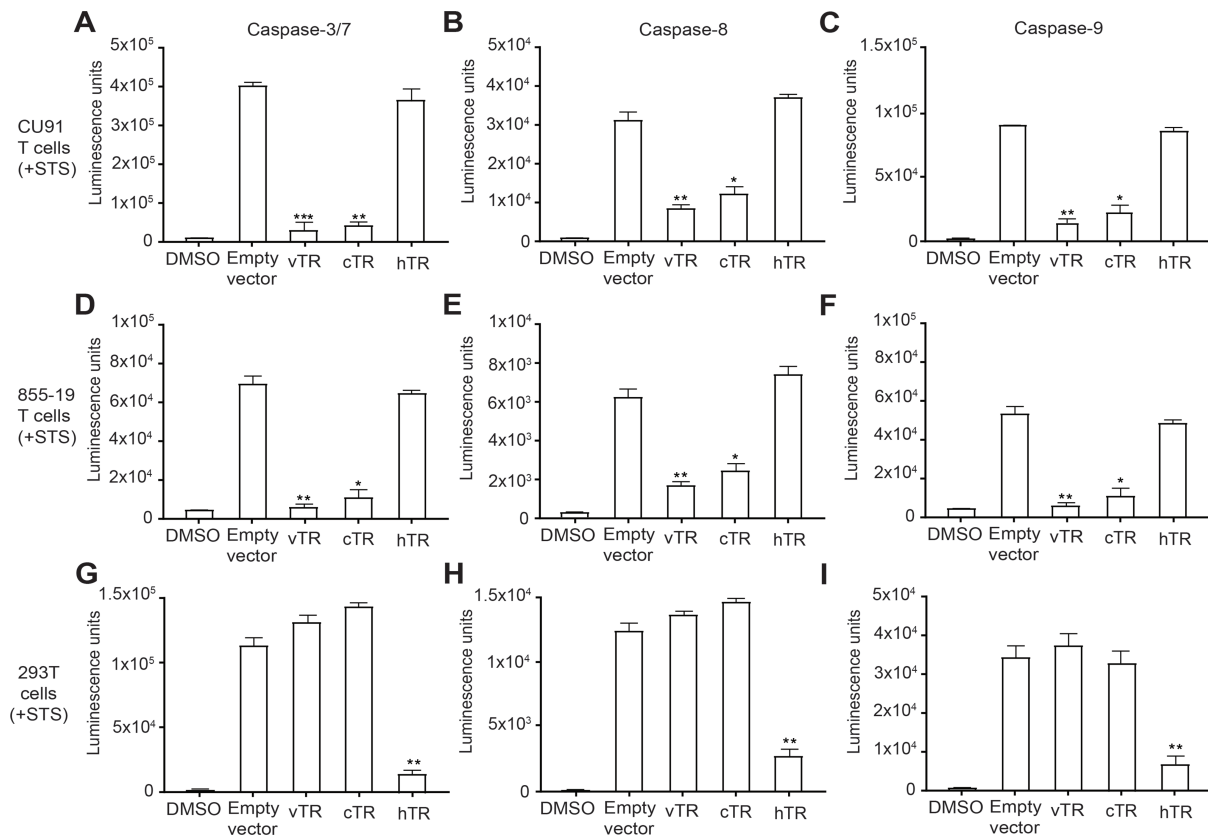 A
Caspase-3/7
CU91
T cells
(+STS)
Luminescence units
5x10⁵
4x10⁵
3x10⁵
2x10⁵
1x10⁵
0
***
**
DMSO Empty vTR cTR hTR
vector
B
Caspase-8
Luminescence units
5x10⁴
4x10⁴
3x10⁴
2x10⁴
1x10⁴
0
**
*
DMSO Empty vTR cTR hTR
vector
C
Caspase-9
Luminescence units
1.5x10⁵
1x10⁵
5x10⁴
0
**
*
DMSO Empty vTR cTR hTR
vector
D
855-19
T cells
(+STS)
Luminescence units
1x10⁵
8x10⁴
6x10⁴
4x10⁴
2x10⁴
0
**
*
DMSO Empty vTR cTR hTR
vector
E
Luminescence units
1x10⁴
8x10³
6x10³
4x10³
2x10³
0
**
*
DMSO Empty vTR cTR hTR
vector
F
Luminescence units
1x10⁵
8x10⁴
6x10⁴
4x10⁴
2x10⁴
0
**
*
DMSO Empty vTR cTR hTR
vector
G
293T
cells
(+STS)
Luminescence units
1.5x10⁵
1x10⁵
5x10⁴
0
**
DMSO Empty vTR cTR hTR
vector
H
Luminescence units
1.5x10⁴
1x10⁴
5x10³
0
**
DMSO Empty vTR cTR hTR
vector
I
Luminescence units
5x10⁴
4x10⁴
3x10⁴
2x10⁴
4x10⁴
0
**
DMSO Empty vTR cTR hTR
vector